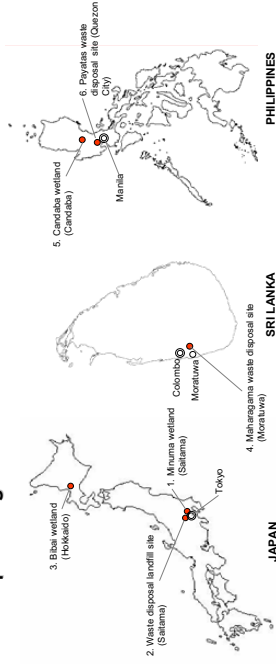 3. Bibai wetland
(Hokkaido)
1. Minuma wetland
(Saitama)
2. Waste disposal landfill site
(Saitama)
Tokyo
JAPAN
Colombo
Moratuwa
4. Maharagama waste disposal site
(Moratuwa)
SRI LANKA
5. Candaba wetland
(Candaba)
6. Payatas waste
disposal site (Quezon
City)
Manila
PHILIPPINES